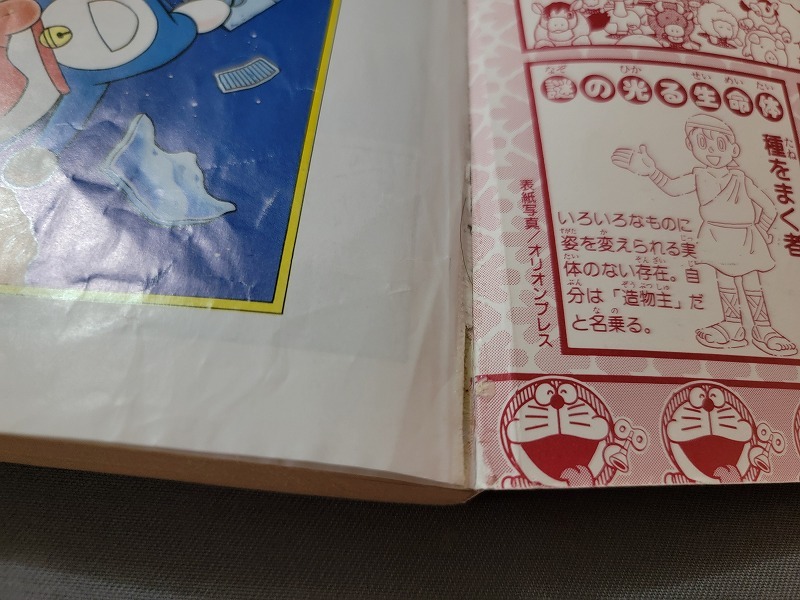 謎の光る生命体
種をまく者
いろいろなものに
姿を変えられる実
体のない存在。自
分は「造物主」だ
と名乗る。
表紙写真/オリオンプレス